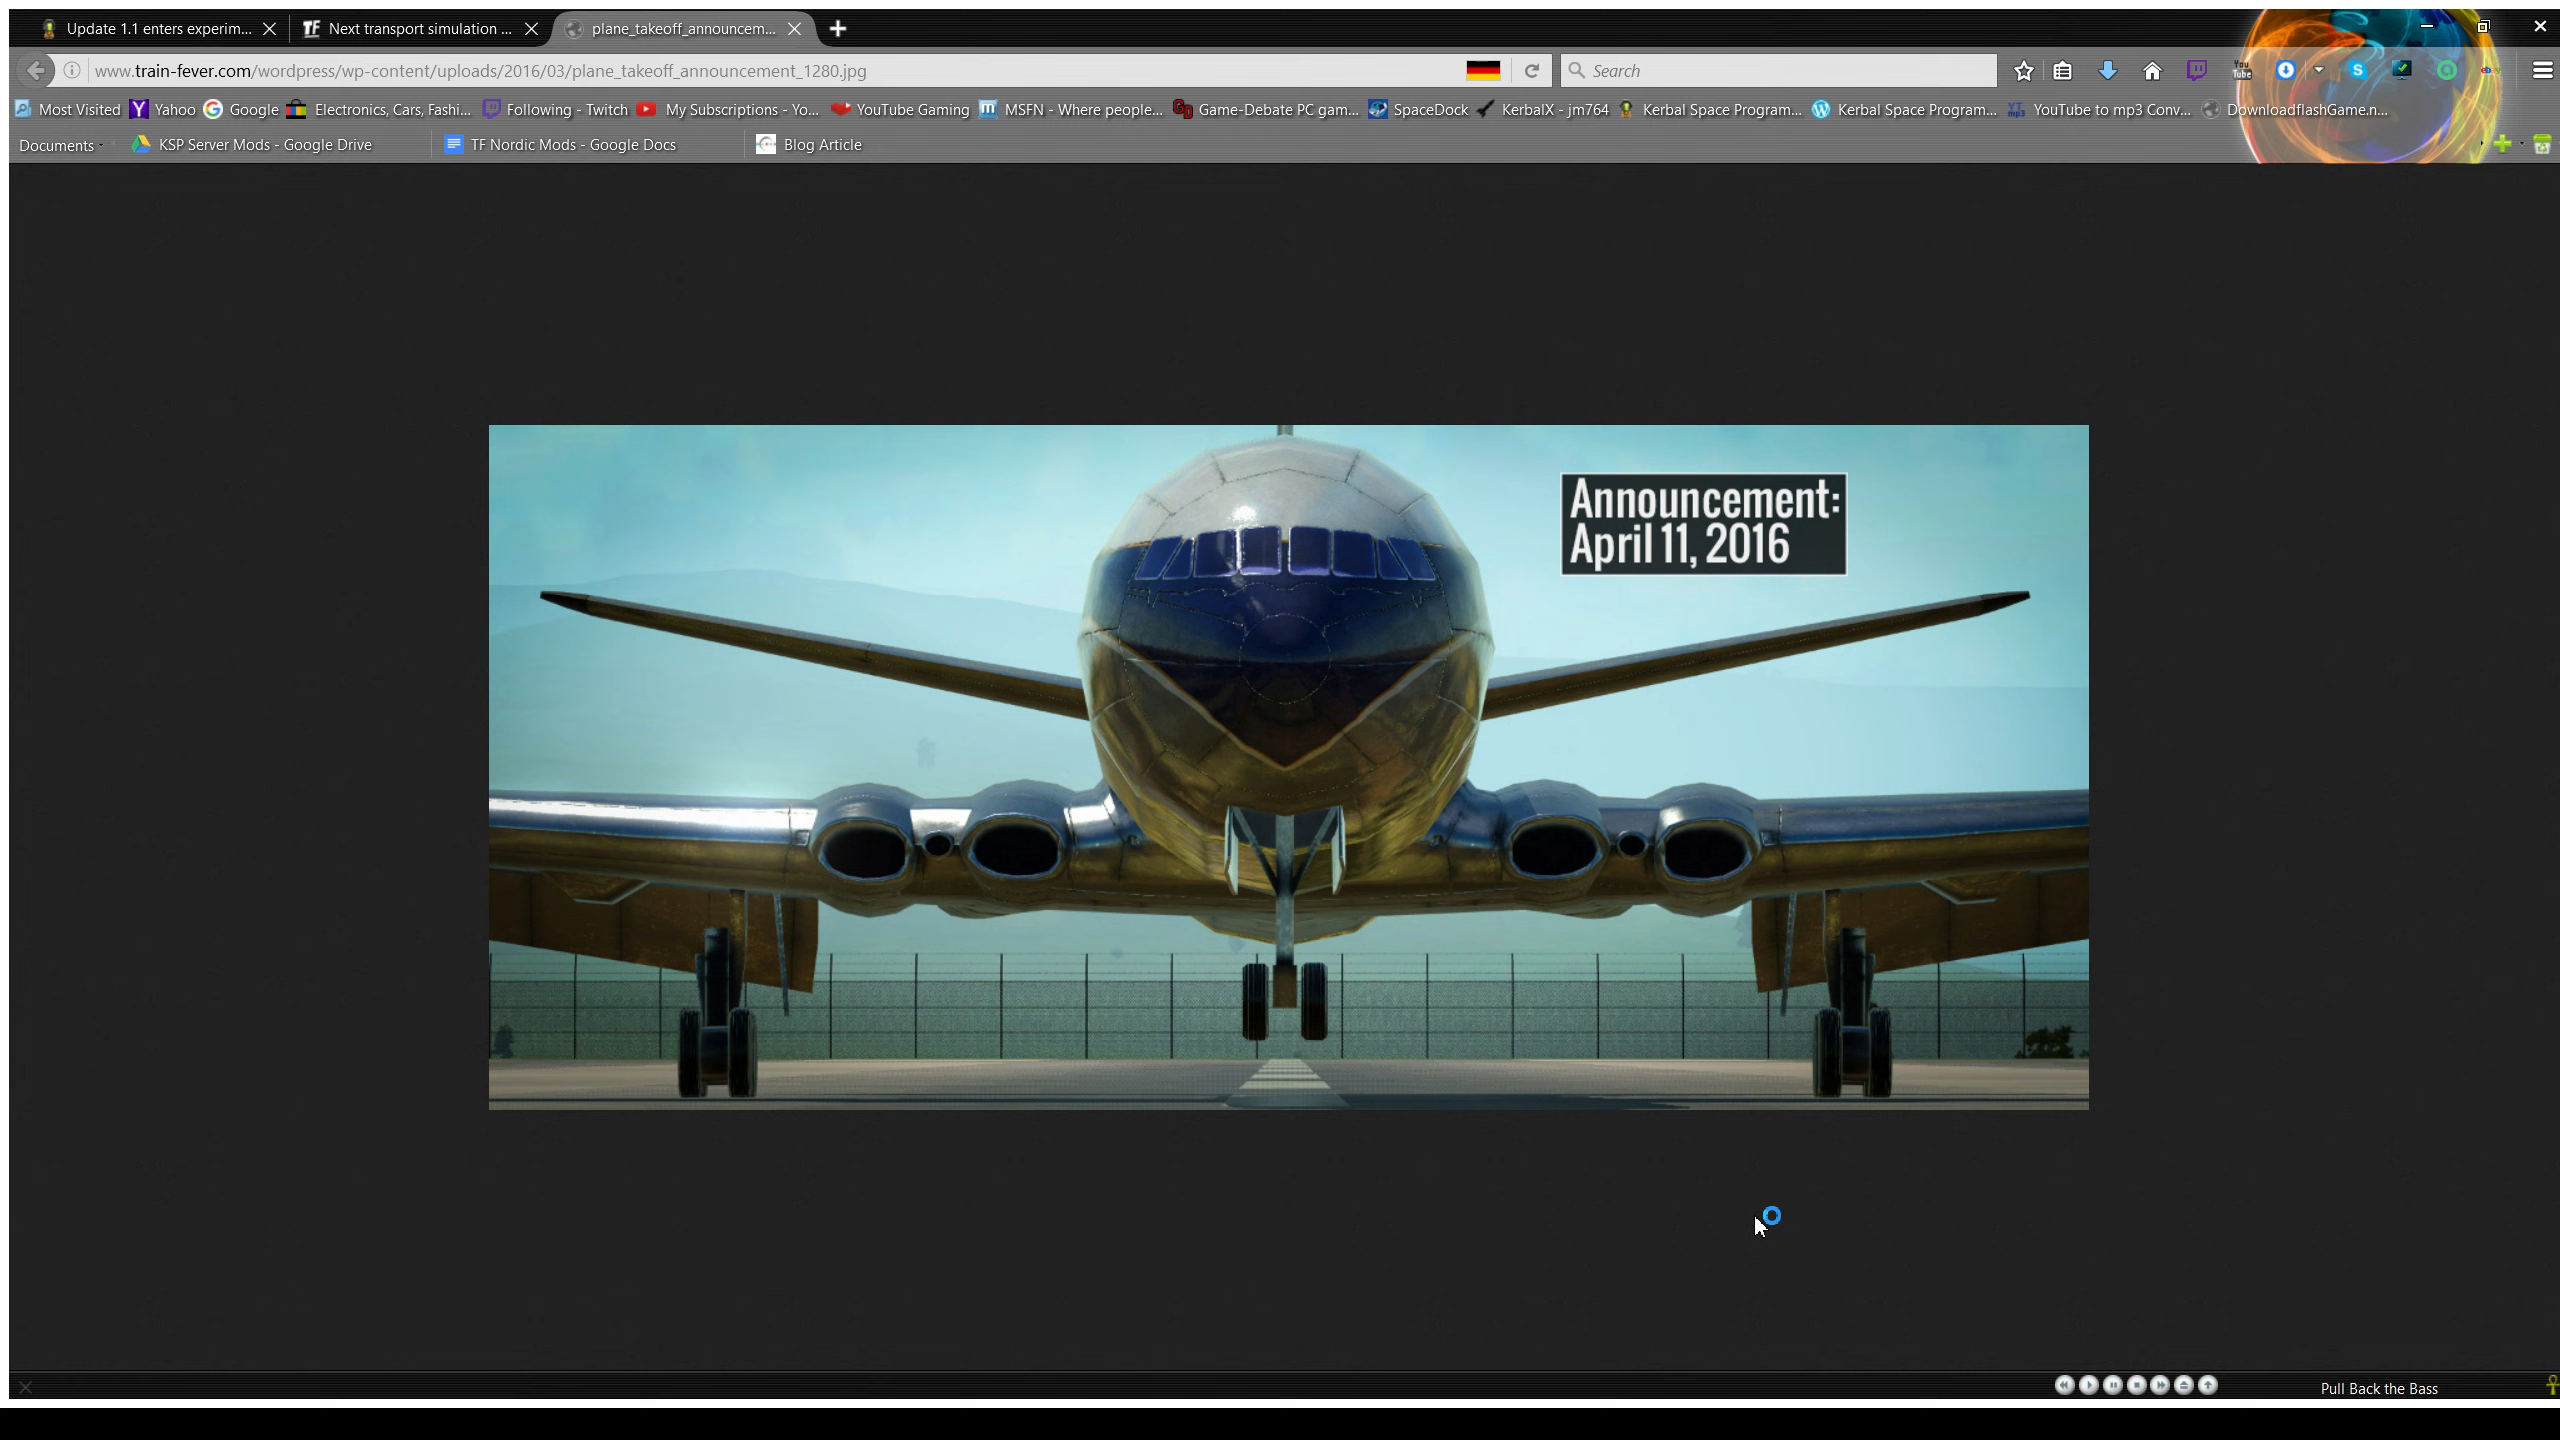 Update 1.1 enters experim...
TF Next transport simulation ...
plane_takeoff_announcem...
www.train-fever.com/wordpress/wp-content/uploads/2016/03/plane_takeoff_announcement_1280.jpg
Search
Most Visited
Yahoo
Google
Electronics, Cars, Fashi...
Following - Twitch
My Subscriptions - Yo...
YouTube Gaming
MSFN - Where people...
Game-Debate PC gam...
SpaceDock
KerbalX - jm764
Kerbal Space Program...
Kerbal Space Program...
YouTube to mp3 Conv...
DownloadflashGame.n...
Documents
KSP Server Mods - Google Drive
TF Nordic Mods - Google Docs
Blog Article
Announcement:
April 11, 2016
Pull Back the Bass